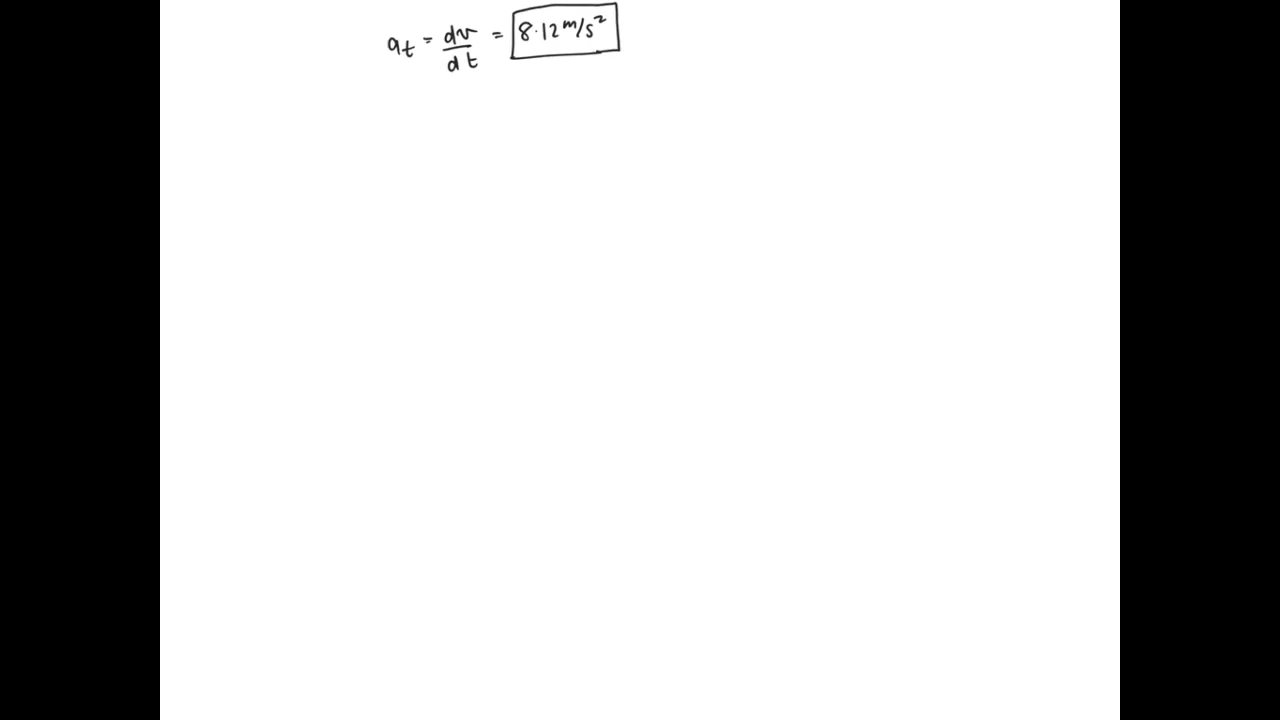 a_t = dv/dt = 8·12 m/s²